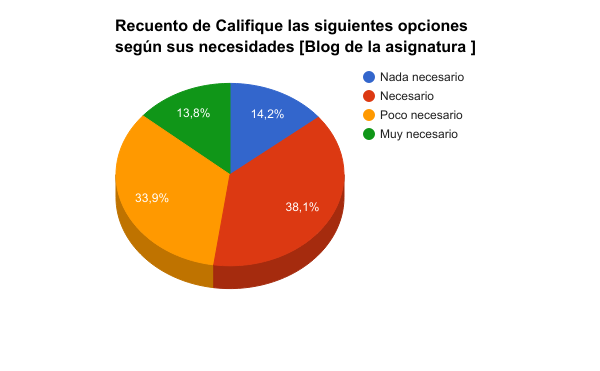 Recuento de Califique las siguientes opciones
según sus necesidades [Blog de la asignatura ]
Nada necesario
Necesario
Poco necesario
Muy necesario
13,8%
14,2%
33,9%
38,1%